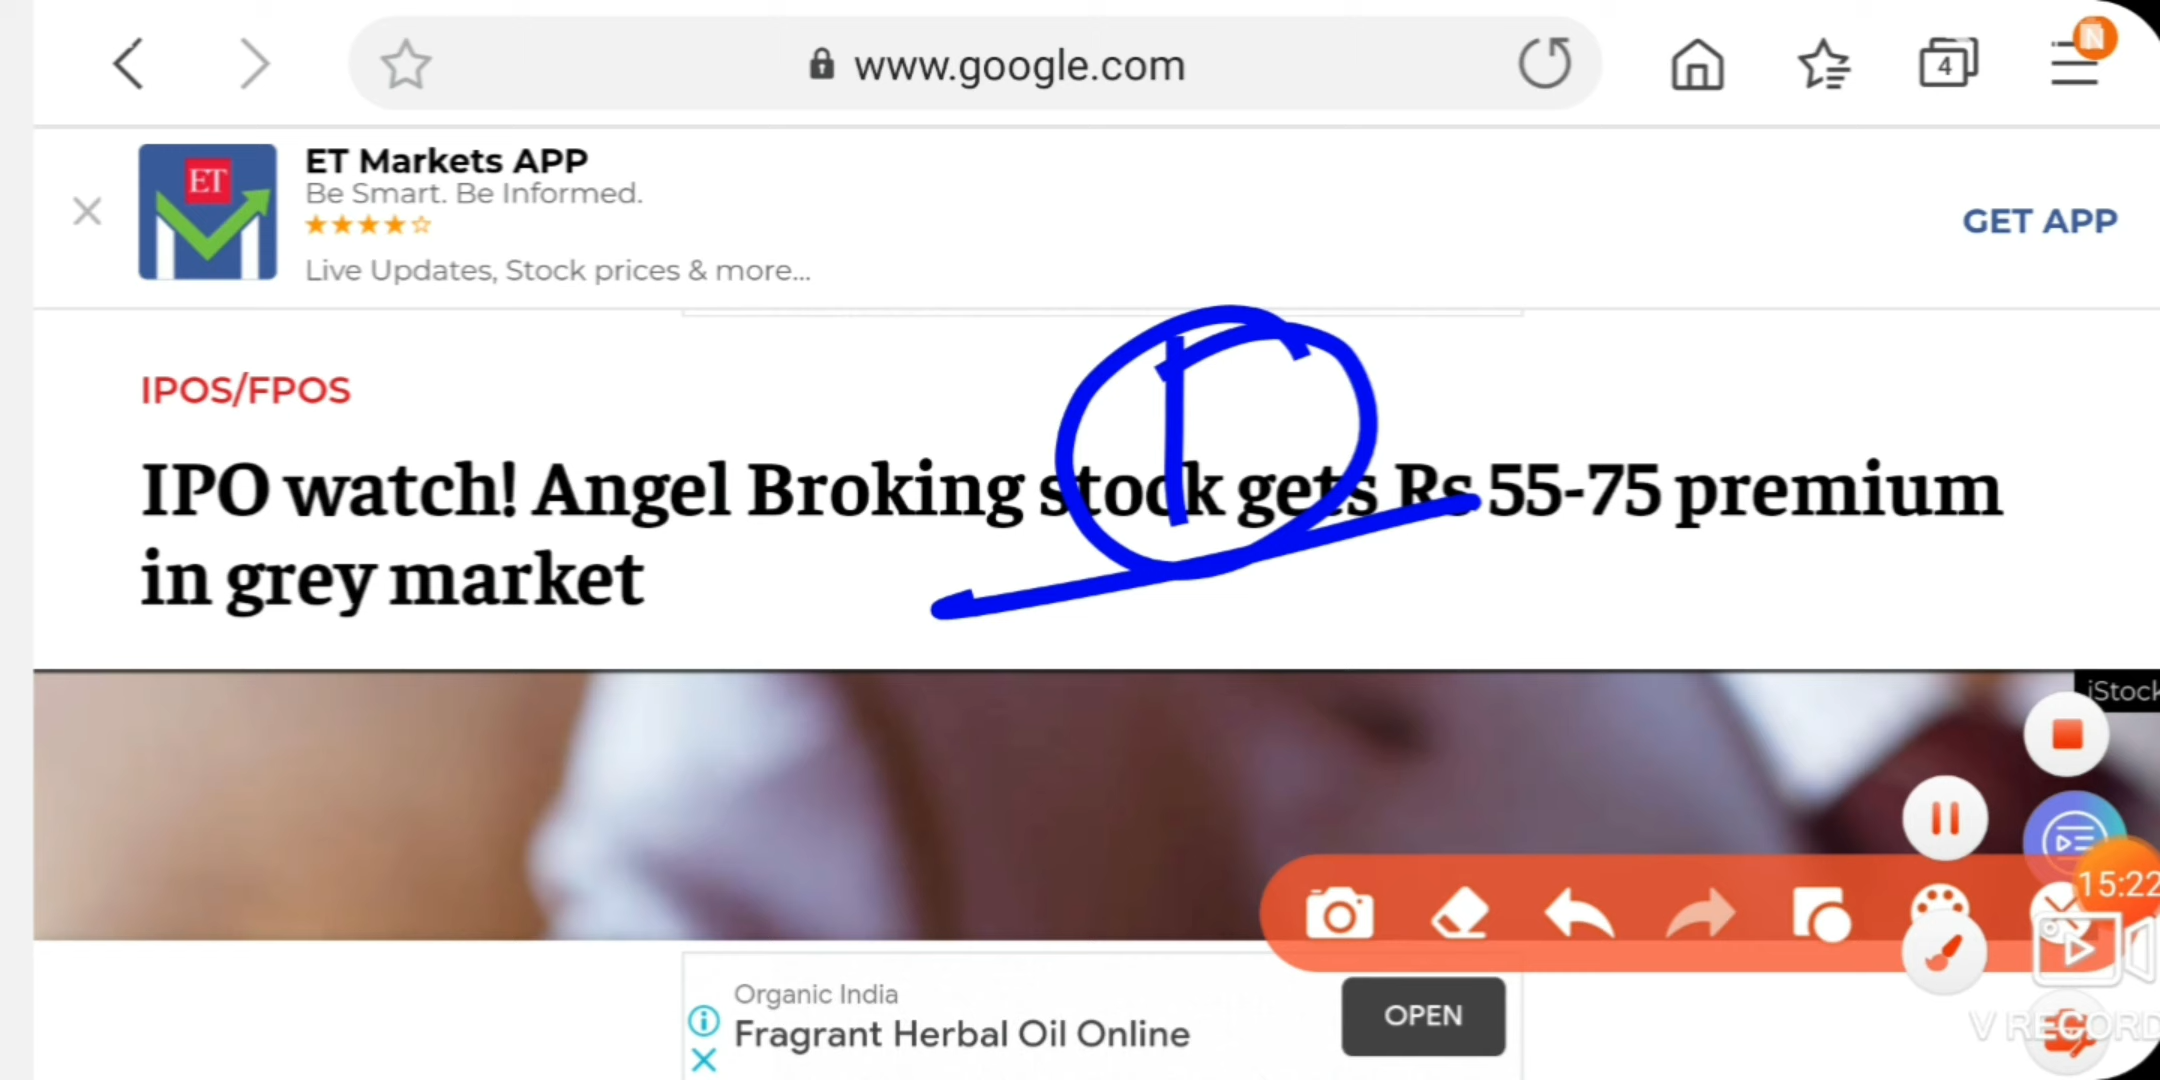 www.google.com
4
N
ET
ET Markets APP
Be Smart. Be Informed.
Live Updates, Stock prices & more...
GET APP
IPOS/FPOS
IPO watch! Angel Broking stock gets Rs 55-75 premium
in grey market
iStock
15:22
V RECORD
Organic India
Fragrant Herbal Oil Online
OPEN